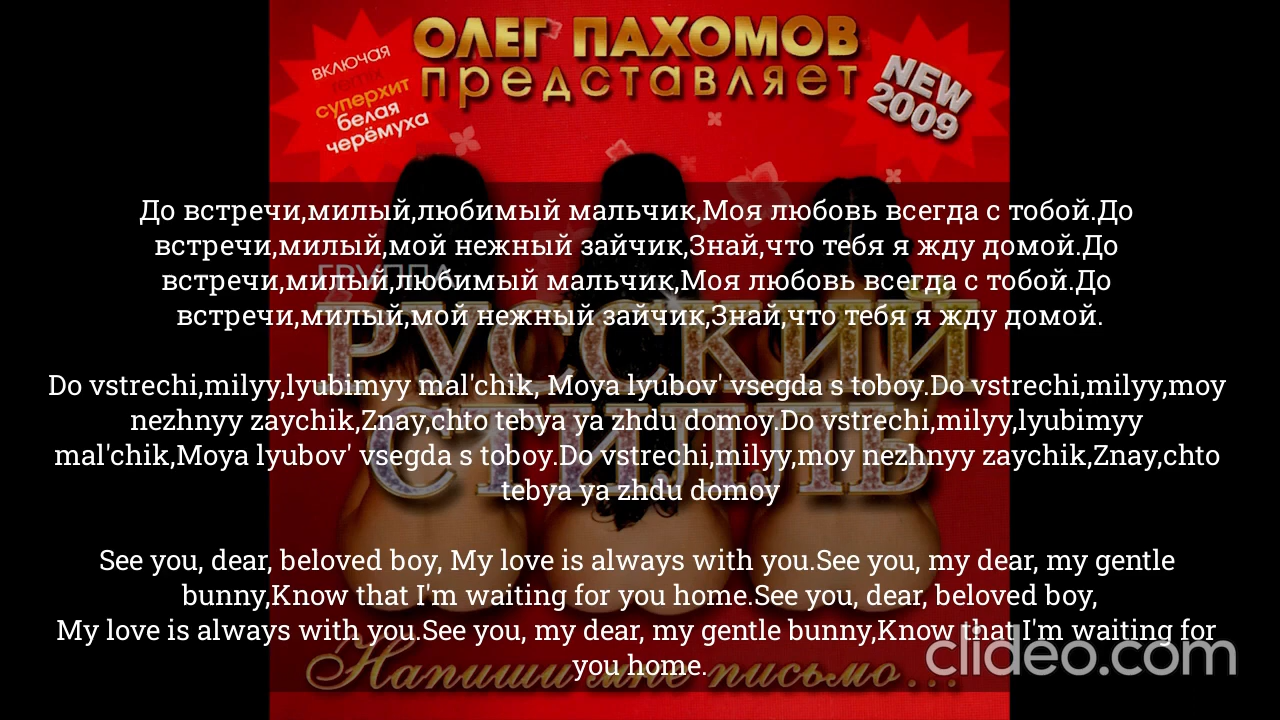 ОЛЕГ ПАХОМОВ
представляет
включая
remix
суперхит
белая
черёмуха
NEW
2009
До встречи,милый,любимый мальчик,Моя любовь всегда с тобой.До
встречи,милый,мой нежный зайчик,Знай,что тебя я жду домой.До
встречи,милый,любимый мальчик,Моя любовь всегда с тобой.До
встречи,милый,мой нежный зайчик,Знай,что тебя я жду домой.
ГРУППА
РУССКИЙ
СТИЛЛЬ
Do vstrechi,milyy,lyubimyy mal'chik, Moya lyubov' vsegda s toboy.Do vstrechi,milyy,moy
nezhnyy zaychik,Znay,chto tebya ya zhdu domoy.Do vstrechi,milyy,lyubimyy
mal'chik,Moya lyubov' vsegda s toboy.Do vstrechi,milyy,moy nezhnyy zaychik,Znay,chto
tebya ya zhdu domoy
See you, dear, beloved boy, My love is always with you.See you, my dear, my gentle
bunny,Know that I'm waiting for you home.See you, dear, beloved boy,
My love is always with you.See you, my dear, my gentle bunny,Know that I'm waiting for
you home.
Напиши мне письмо...
clideo.com